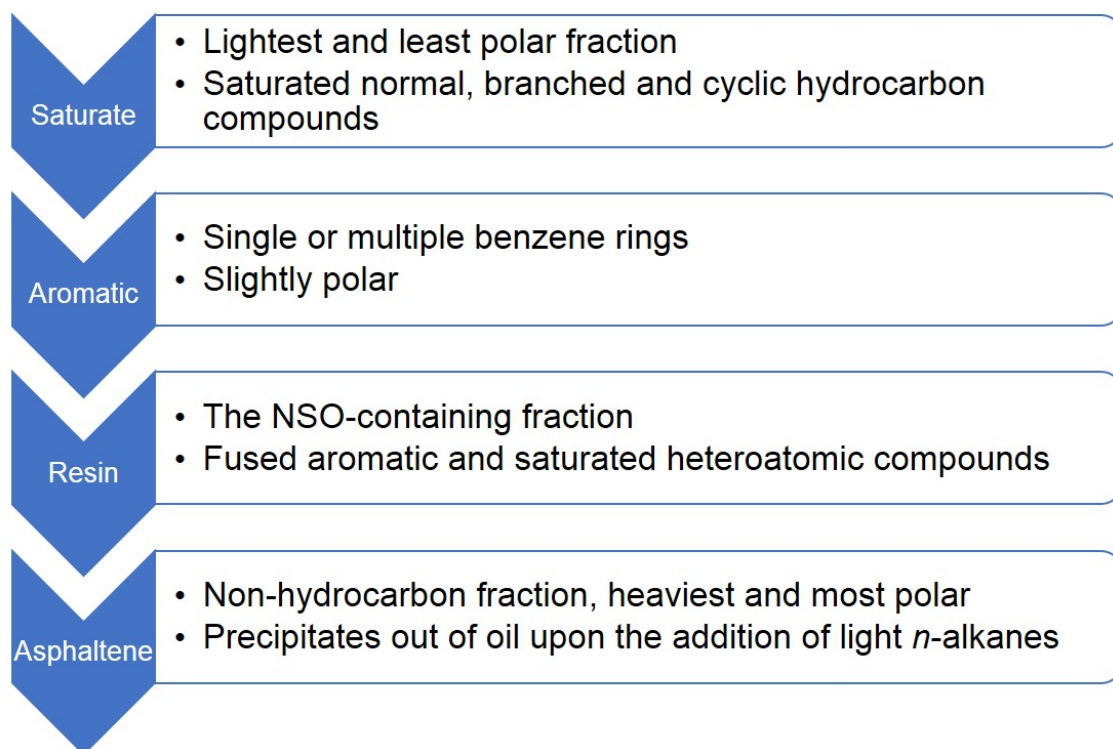 Saturate
• Lightest and least polar fraction
• Saturated normal, branched and cyclic hydrocarbon
compounds
Aromatic
• Single or multiple benzene rings
• Slightly polar
Resin
• The NSO-containing fraction
• Fused aromatic and saturated heteroatomic compounds
Asphaltene
• Non-hydrocarbon fraction, heaviest and most polar
• Precipitates out of oil upon the addition of light n-alkanes